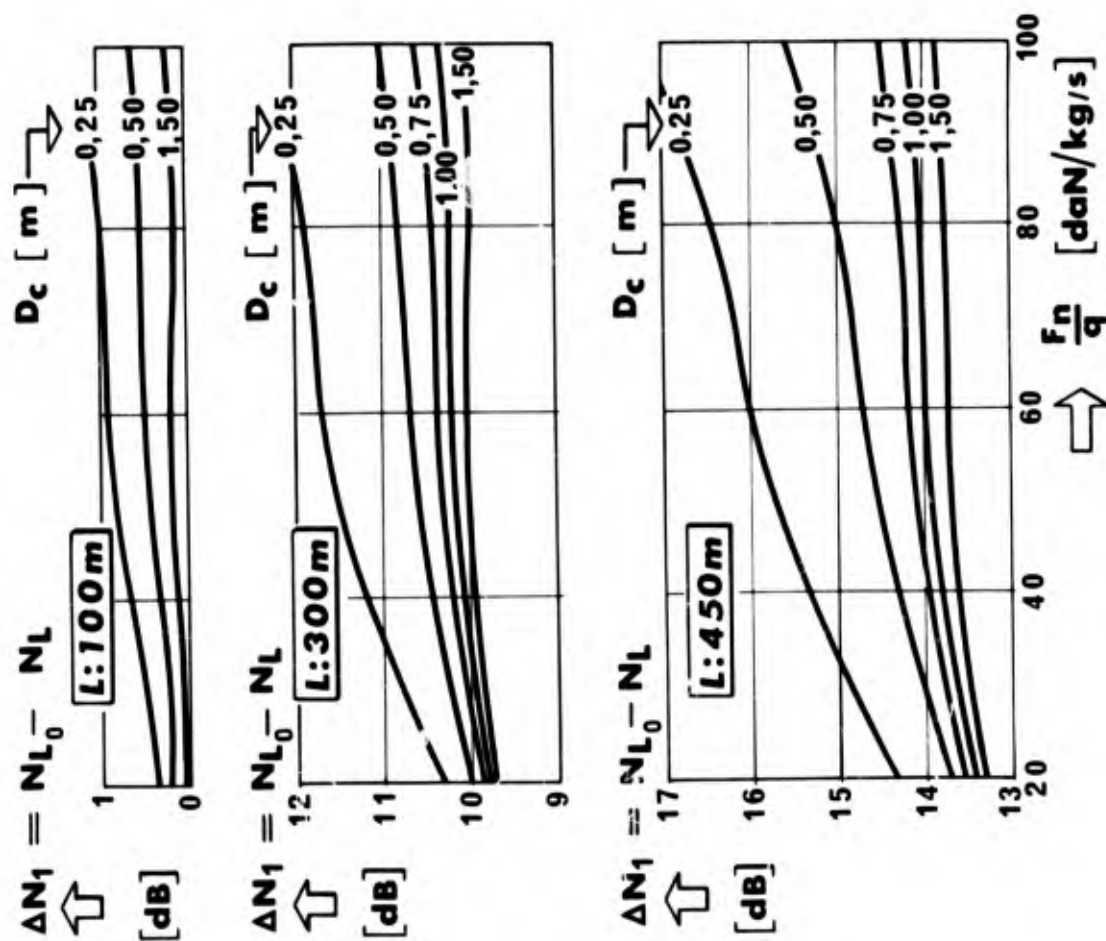 ΔN1 = NL0 − NL
[dB]
Dc [m]
L:100m
0,25
0,50
1,50
1
0
ΔN1 = NL0 − NL
[dB]
Dc [m]
L:300m
0,25
0,50
0,75
1.00
1,50
12
11
10
9
ΔN1 = NL0 − NL
[dB]
Dc [m]
L:450m
0,25
0,50
0,75
1,00
1,50
17
16
15
14
13
20 40 60 80 100
Fn/q [daN/kg/s]